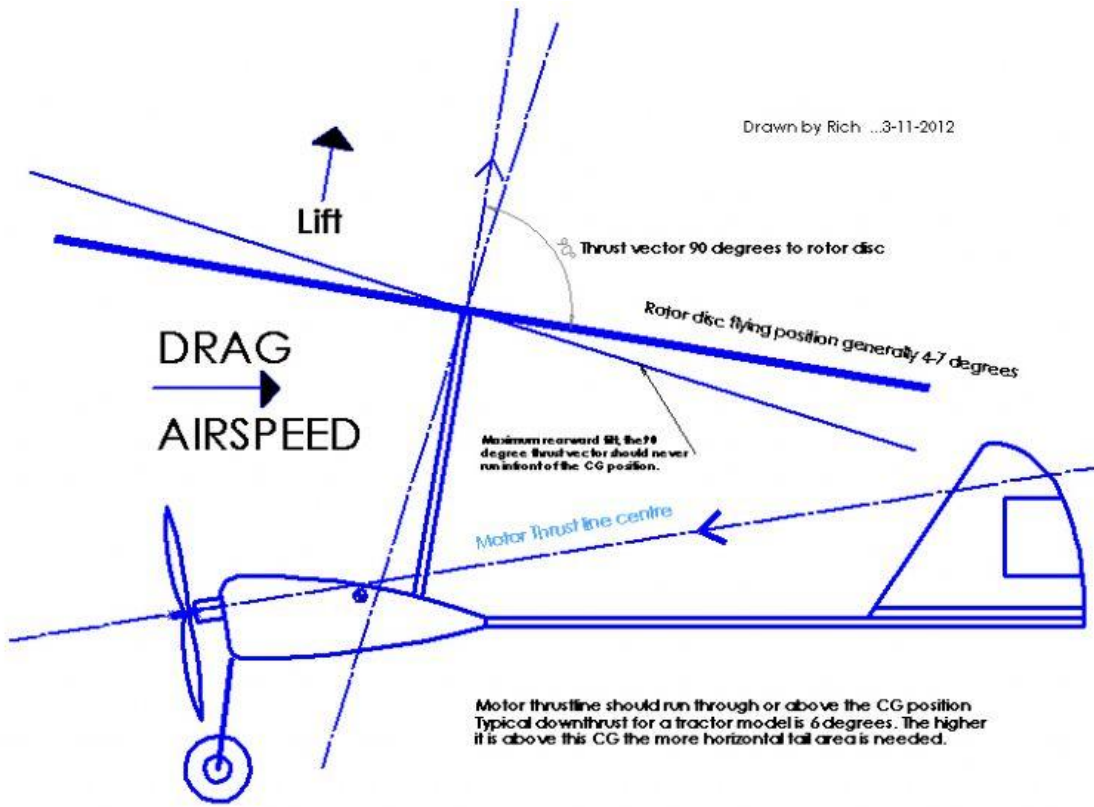 Drawn by Rich ...3-11-2012
Lift
90°
Thrust vector 90 degrees to rotor disc
Rotor disc flying position generally 4-7 degrees
DRAG
AIRSPEED
Maximum rearward tilt, the 90
degree thrust vector should never
run infront of the CG position.
Motor Thrust line centre
Motor thrustline should run through or above the CG position
Typical downthrust for a tractor model is 6 degrees. The higher
it is above this CG the more horizontal tail area is needed.